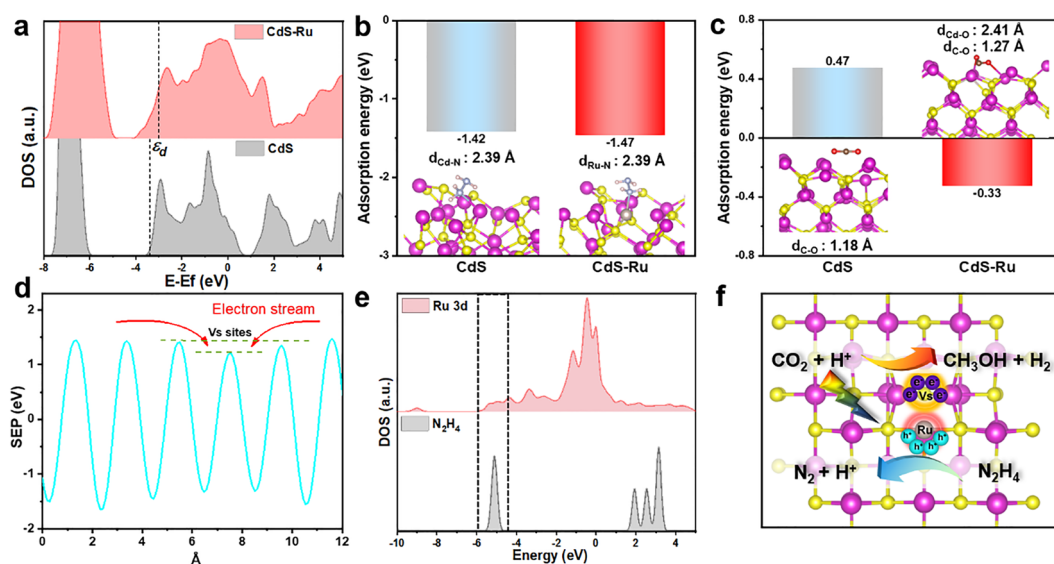 a
CdS-Ru
εd
CdS
DOS (a.u.)
-8 -6 -4 -2 0 2 4
E-Ef (eV)
b
0
-1
-2
-3
Adsorption energy (eV)
-1.42
-1.47
dCd-N : 2.39 Å
dRu-N : 2.39 Å
CdS
CdS-Ru
c
0.8
0.4
0.0
-0.4
-0.8
Adsorption energy (eV)
0.47
dCd-O : 2.41 Å
dC-O : 1.27 Å
-0.33
dC-O : 1.18 Å
CdS
CdS-Ru
d
2
1
0
-1
-2
SEP (eV)
Electron stream
Vs sites
0 2 4 6 8 10 12
Å
e
Ru 3d
N2H4
DOS (a.u.)
-10 -8 -6 -4 -2 0 2 4
Energy (eV)
f
CO2 + H+
CH3OH + H2
e- e- e- e-
Vs
Ru
h+ h+ h+ h+
N2 + H+
N2H4